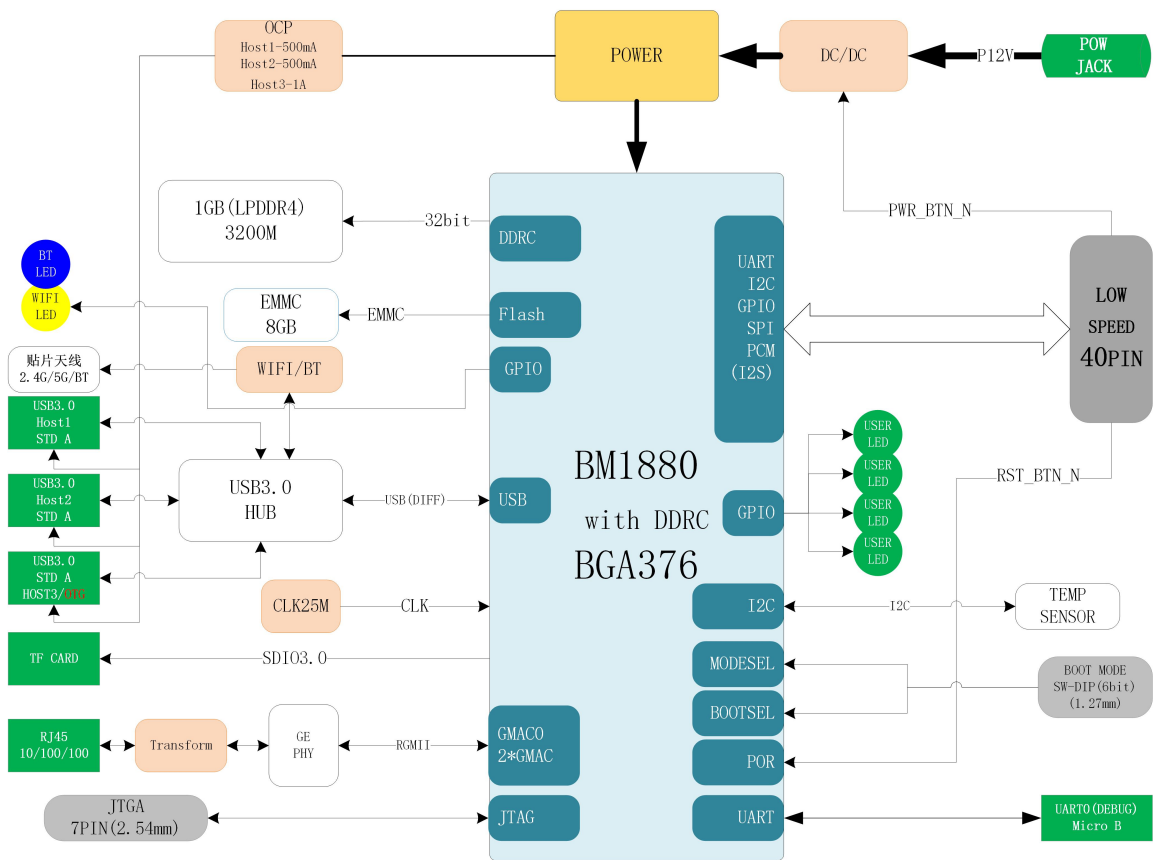 OCP
Host1-500mA
Host2-500mA
Host3-1A
POWER
DC/DC
P12V
POW
JACK
1GB(LPDDR4)
3200M
32bit
DDRC
PWR_BTN_N
BT
LED
WIFI
LED
EMMC
8GB
EMMC
Flash
UART
I2C
GPIO
SPI
PCM
(I2S)
LOW
SPEED
40PIN
贴片天线
2.4G/5G/BT
WIFI/BT
GPIO
USB3.0
Host1
STD A
USB3.0
Host2
STD A
USB3.0
STD A
HOST3/OTG
USB3.0
HUB
USB(DIFF)
USB
BM1880
with DDRC
BGA376
GPIO
USER
LED
USER
LED
USER
LED
USER
LED
RST_BTN_N
CLK25M
CLK
I2C
I2C
TEMP
SENSOR
TF CARD
SDIO3.0
MODESEL
BOOTSEL
BOOT MODE
SW-DIP(6bit)
(1.27mm)
RJ45
10/100/100
Transform
GE
PHY
RGMII
GMACO
2*GMAC
POR
JTGA
7PIN(2.54mm)
JTAG
UART
UART0(DEBUG)
Micro B